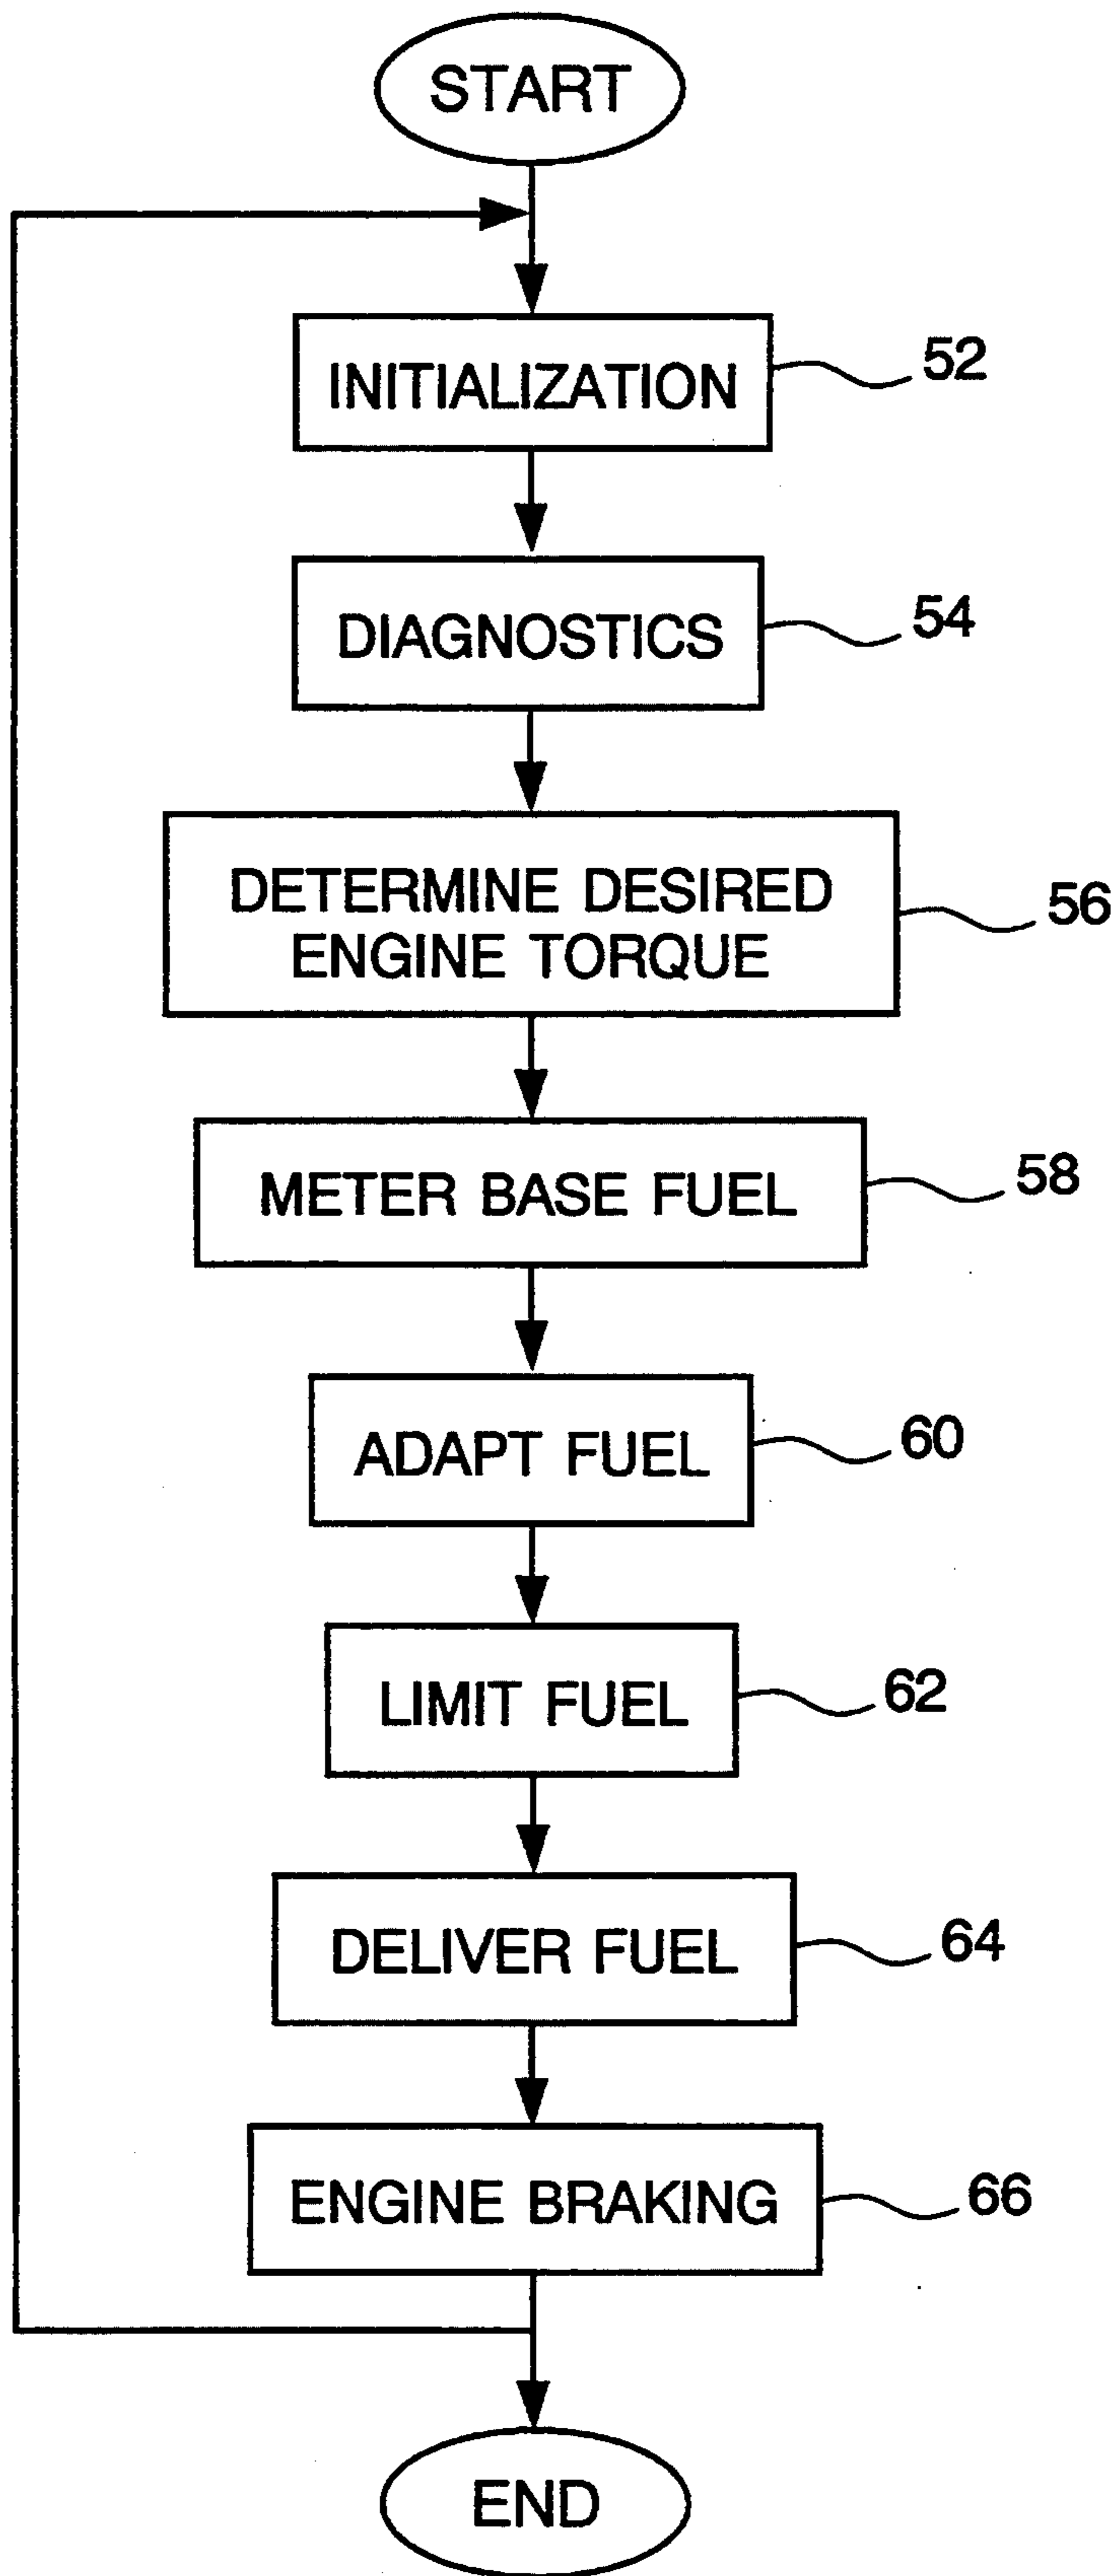 START
INITIALIZATION
52
DIAGNOSTICS
54
DETERMINE DESIRED
ENGINE TORQUE
56
METER BASE FUEL
58
ADAPT FUEL
60
LIMIT FUEL
62
DELIVER FUEL
64
ENGINE BRAKING
66
END